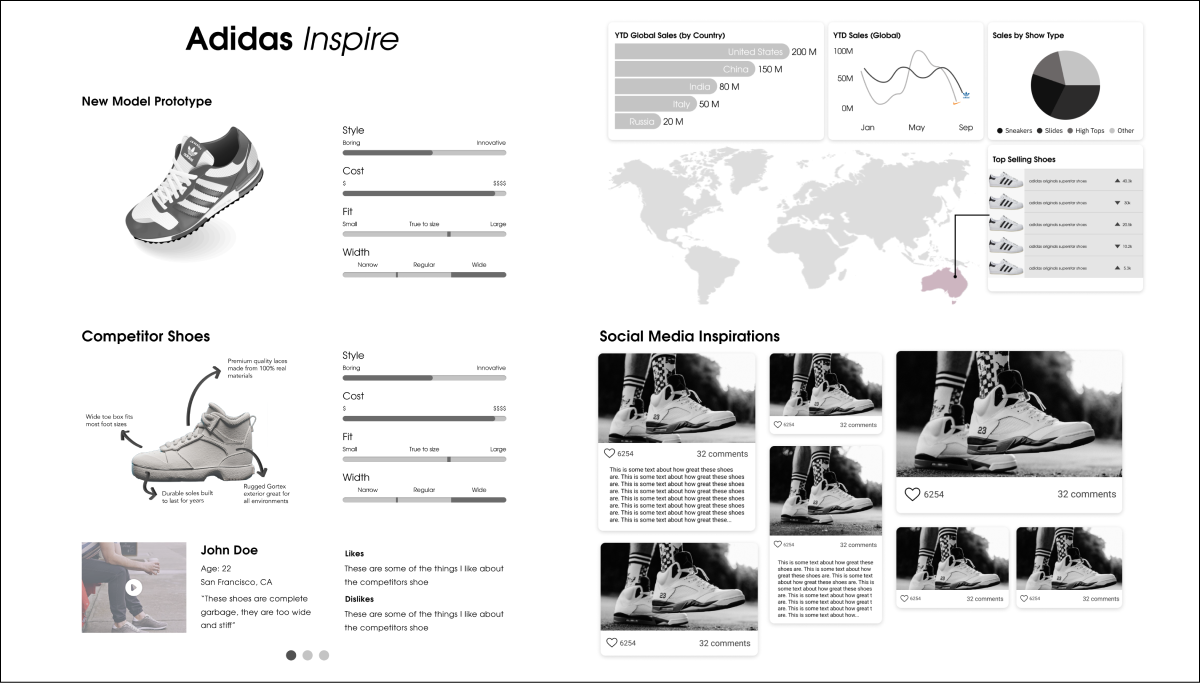 Adidas Inspire
New Model Prototype
Style
Boring Innovative
Cost
$ $$$$
Fit
Small True to size Large
Width
Narrow Regular Wide
YTD Global Sales (by Country)
United States 200 M
China 150 M
India 80 M
Italy 50 M
Russia 20 M
YTD Sales (Global)
100M
50M
0M
Jan May Sep
Sales by Show Type
Sneakers Slides High Tops Other
Top Selling Shoes
adidas originals superstar shoes
adidas originals superstar shoes
adidas originals superstar shoes
adidas originals superstar shoes
adidas originals superstar shoes
Competitor Shoes
Premium quality laces
made from 100% real
materials
Wide toe box fits
most foot sizes
Durable soles built
to last for years
Rugged Gortex
exterior great for
all environments
Style
Boring Innovative
Cost
$ $$$$
Fit
Small True to size Large
Width
Narrow Regular Wide
John Doe
Age: 22
San Francisco, CA
"These shoes are complete
garbage, they are too wide
and stiff"
Likes
These are some of the things I like about
the competitors shoe
Dislikes
These are some of the things I like about
the competitors shoe
Social Media Inspirations
23
6254 32 comments
This is some text about how great these shoes
are. This is some text about how great these shoes
are. This is some text about how great these shoes
are. This is some text about how great these shoes
are. This is some text about how great these shoes
are. This is some text about how great these shoes
are. This is some text about how great these shoes
are. This is some text about how great these...
23
6254 32 comments
23
6254 32 comments
23
6254 32 comments
This is some text about how great these
shoes are. This is some text about how
great these shoes are. This is some text
about how great these shoes are. This is
some text about how great these shoes
are. This is some text about how great t
shoes are. This is some text about how
are. This is some text about how great t
are. This is some text about how...
23
6254 32 comments
23
6254 32 comments
23
6254 32 comments